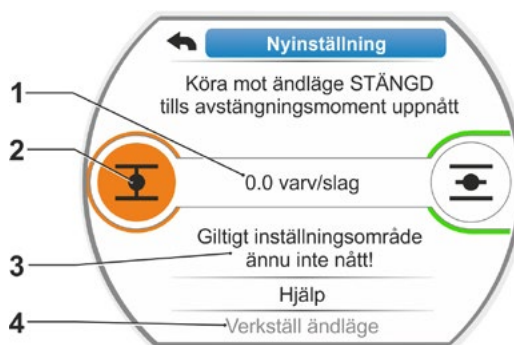 Nyinställning
Köra mot ändläge STÄNGD
tills avstängningsmoment uppnått
1
2
0.0 varv/slag
Giltigt inställningsområde
ännu inte nått!
3
Hjälp
4
Verkställ ändläge